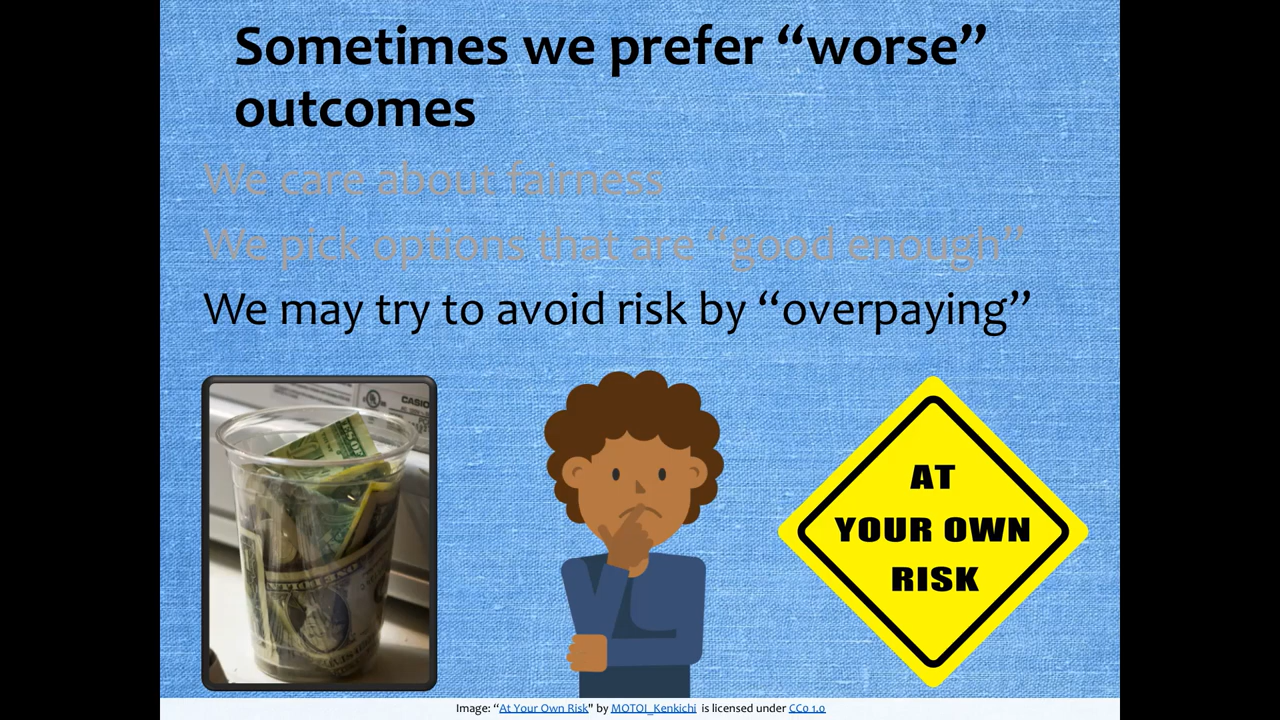 Sometimes we prefer “worse”
outcomes
We care about fairness
We pick options that are “good enough”
We may try to avoid risk by “overpaying”
CASIO
AT
YOUR OWN
RISK
Image: “At Your Own Risk” by MOTOI_Kenkichi is licensed under CC0 1.0